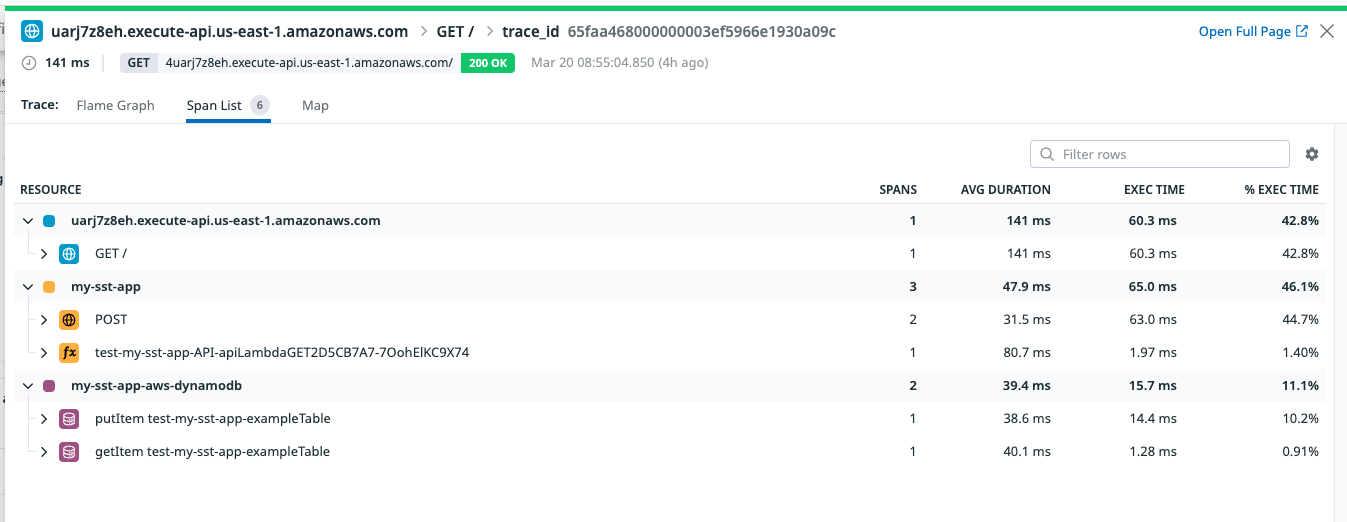 uarj7z8eh.execute-api.us-east-1.amazonaws.com > GET / > trace_id 65faa468000000003ef5966e1930a09c Open Full Page
141 ms GET 4uarj7z8eh.execute-api.us-east-1.amazonaws.com/ 200 OK Mar 20 08:55:04.850 (4h ago)
Trace: Flame Graph Span List 6 Map
Filter rows
RESOURCE SPANS AVG DURATION EXEC TIME % EXEC TIME
uarj7z8eh.execute-api.us-east-1.amazonaws.com 1 141 ms 60.3 ms 42.8%
GET / 1 141 ms 60.3 ms 42.8%
my-sst-app 3 47.9 ms 65.0 ms 46.1%
POST 2 31.5 ms 63.0 ms 44.7%
fx test-my-sst-app-API-apiLambdaGET2D5CB7A7-7OohElKC9X74 1 80.7 ms 1.97 ms 1.40%
my-sst-app-aws-dynamodb 2 39.4 ms 15.7 ms 11.1%
putItem test-my-sst-app-exampleTable 1 38.6 ms 14.4 ms 10.2%
getItem test-my-sst-app-exampleTable 1 40.1 ms 1.28 ms 0.91%